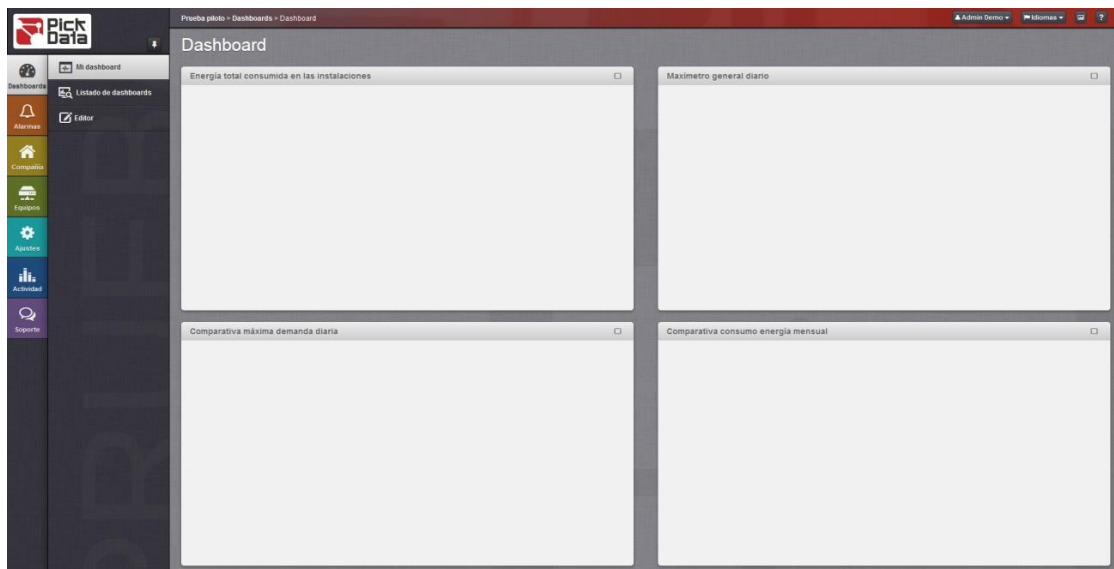 Pick
Data
Prueba piloto > Dashboards > Dashboard
Admin Demo
Idiomas
?
Dashboard
Dashboards
Alarmas
Compañía
Equipos
Ajustes
Actividad
Soporte
Mi dashboard
Listado de dashboards
Editor
Energía total consumida en las instalaciones
Maxímetro general diario
Comparativa máxima demanda diaria
Comparativa consumo energía mensual